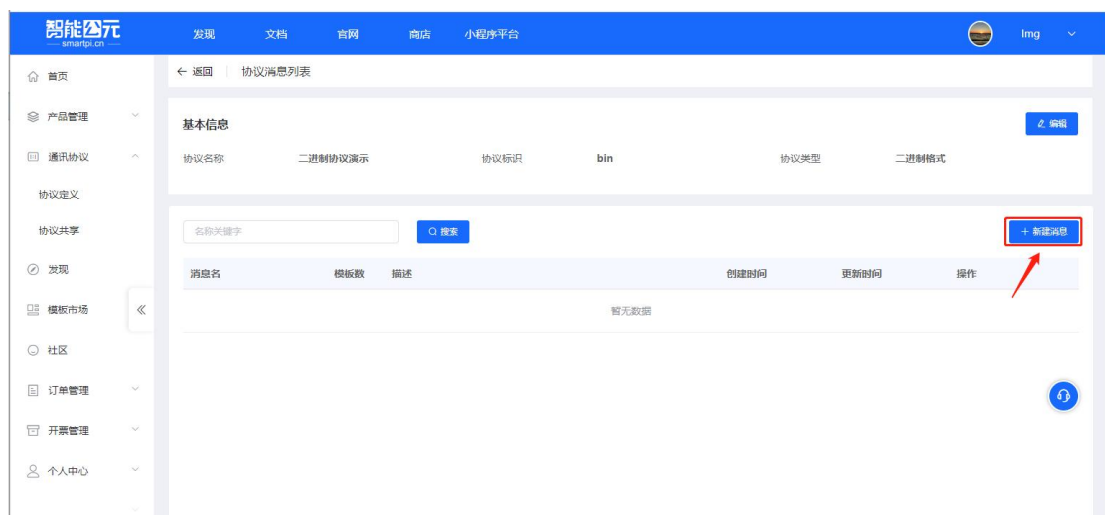 智能公元
smartpi.cn
发现 文档 官网 商店 小程序平台 lmg
首页
产品管理
通讯协议
协议定义
协议共享
发现
模板市场
社区
订单管理
开票管理
个人中心
← 返回 协议消息列表
基本信息 编辑
协议名称 二进制协议演示 协议标识 bin 协议类型 二进制格式
名称关键字 搜索 + 新建消息
消息名 模板数 描述 创建时间 更新时间 操作
暂无数据